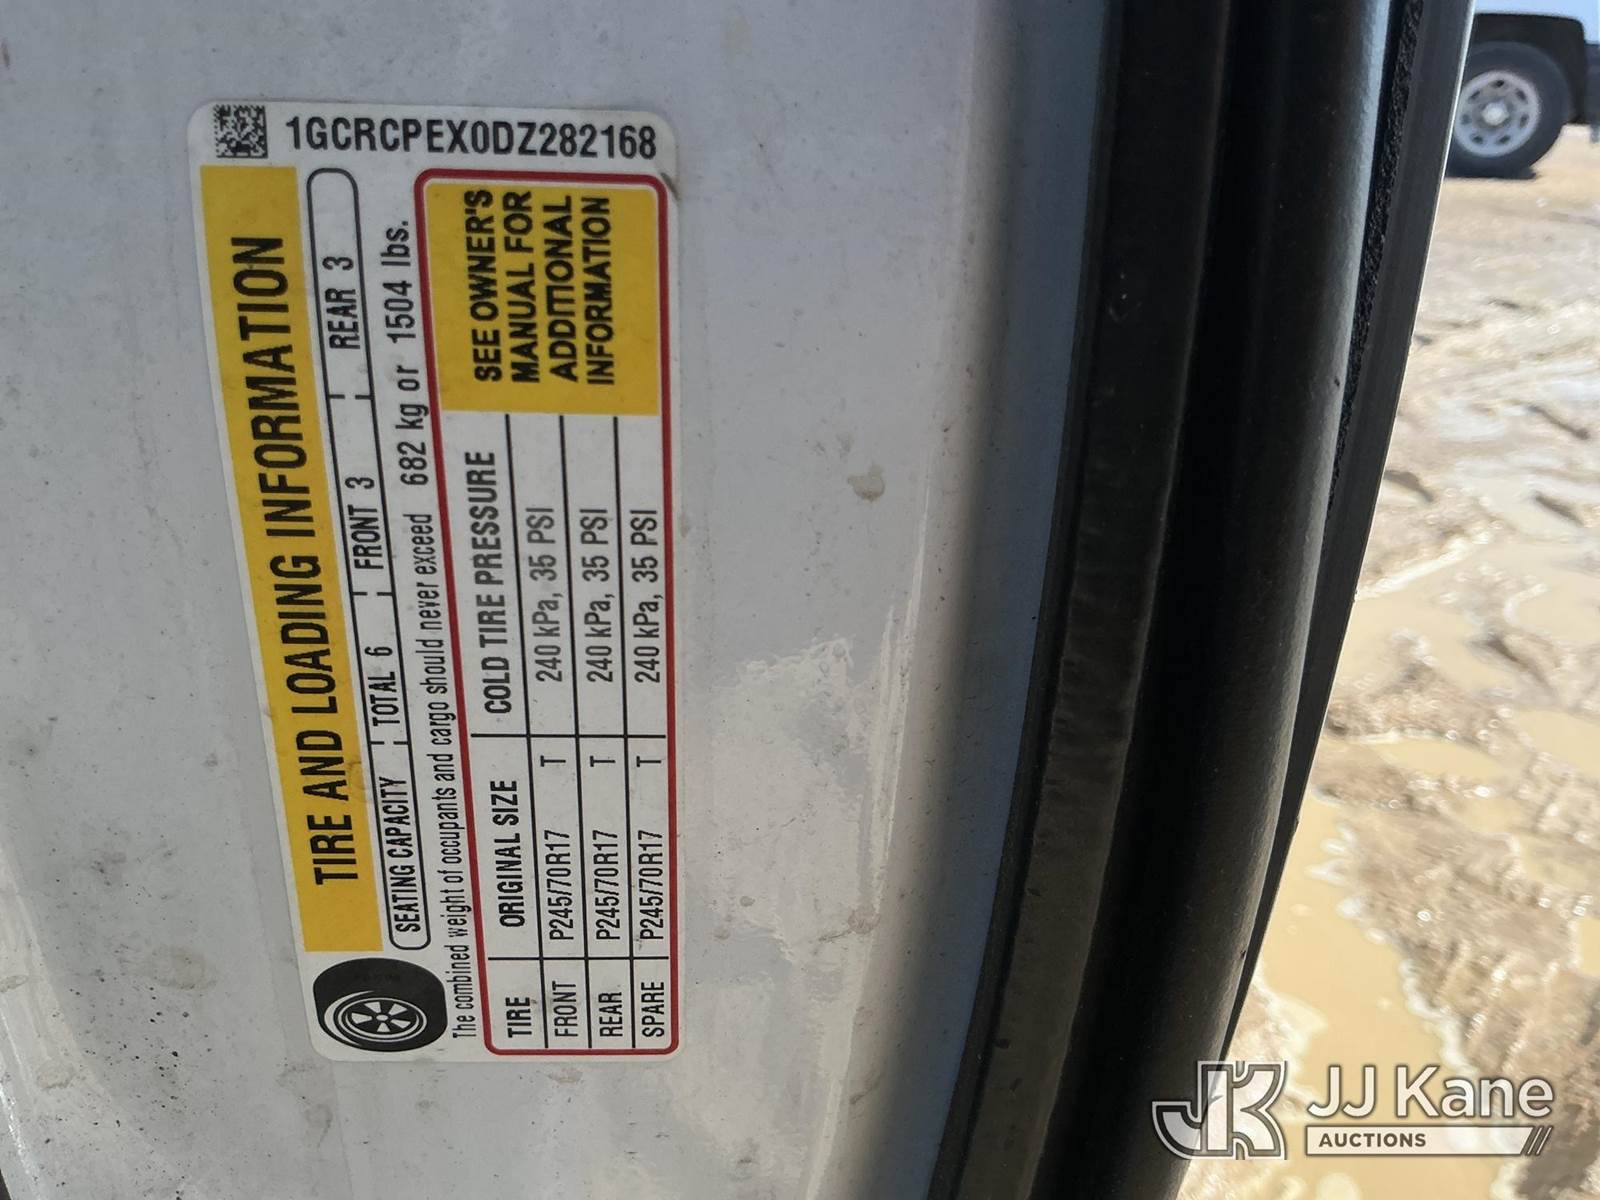 1GCRCPEX0DZ282168
TIRE AND LOADING INFORMATION
SEATING CAPACITY TOTAL 6 FRONT 3 REAR 3
The combined weight of occupants and cargo should never exceed 682 kg or 1504 lbs.
TIRE ORIGINAL SIZE COLD TIRE PRESSURE
FRONT P245/70R17 T 240 kPa, 35 PSI
REAR P245/70R17 T 240 kPa, 35 PSI
SPARE P245/70R17 T 240 kPa, 35 PSI
SEE OWNER'S
MANUAL FOR
ADDITIONAL
INFORMATION
JK JJ Kane
AUCTIONS